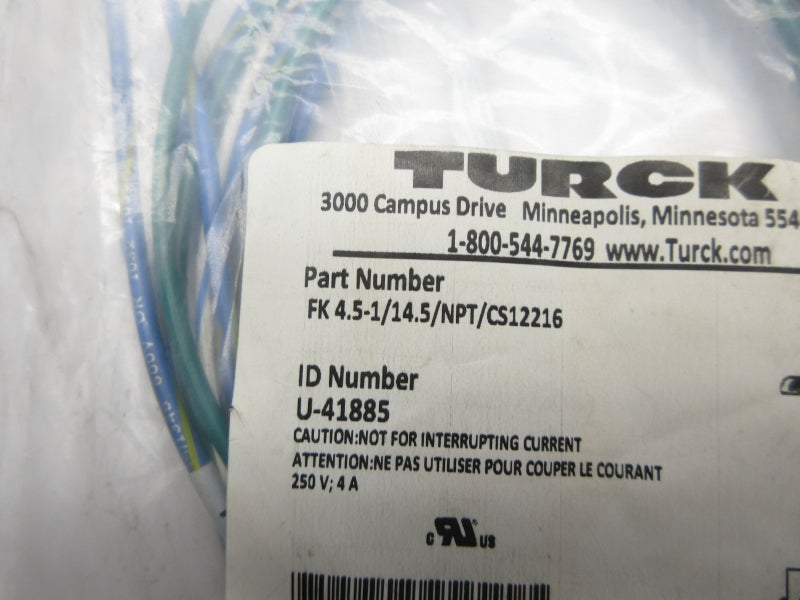 TURCK
3000 Campus Drive Minneapolis, Minnesota 554
1-800-544-7769 www.Turck.com
Part Number
FK 4.5-1/14.5/NPT/CS12216
ID Number
U-41885
CAUTION:NOT FOR INTERRUPTING CURRENT
ATTENTION:NE PAS UTILISER POUR COUPER LE COURANT
250 V; 4 A
c RU US